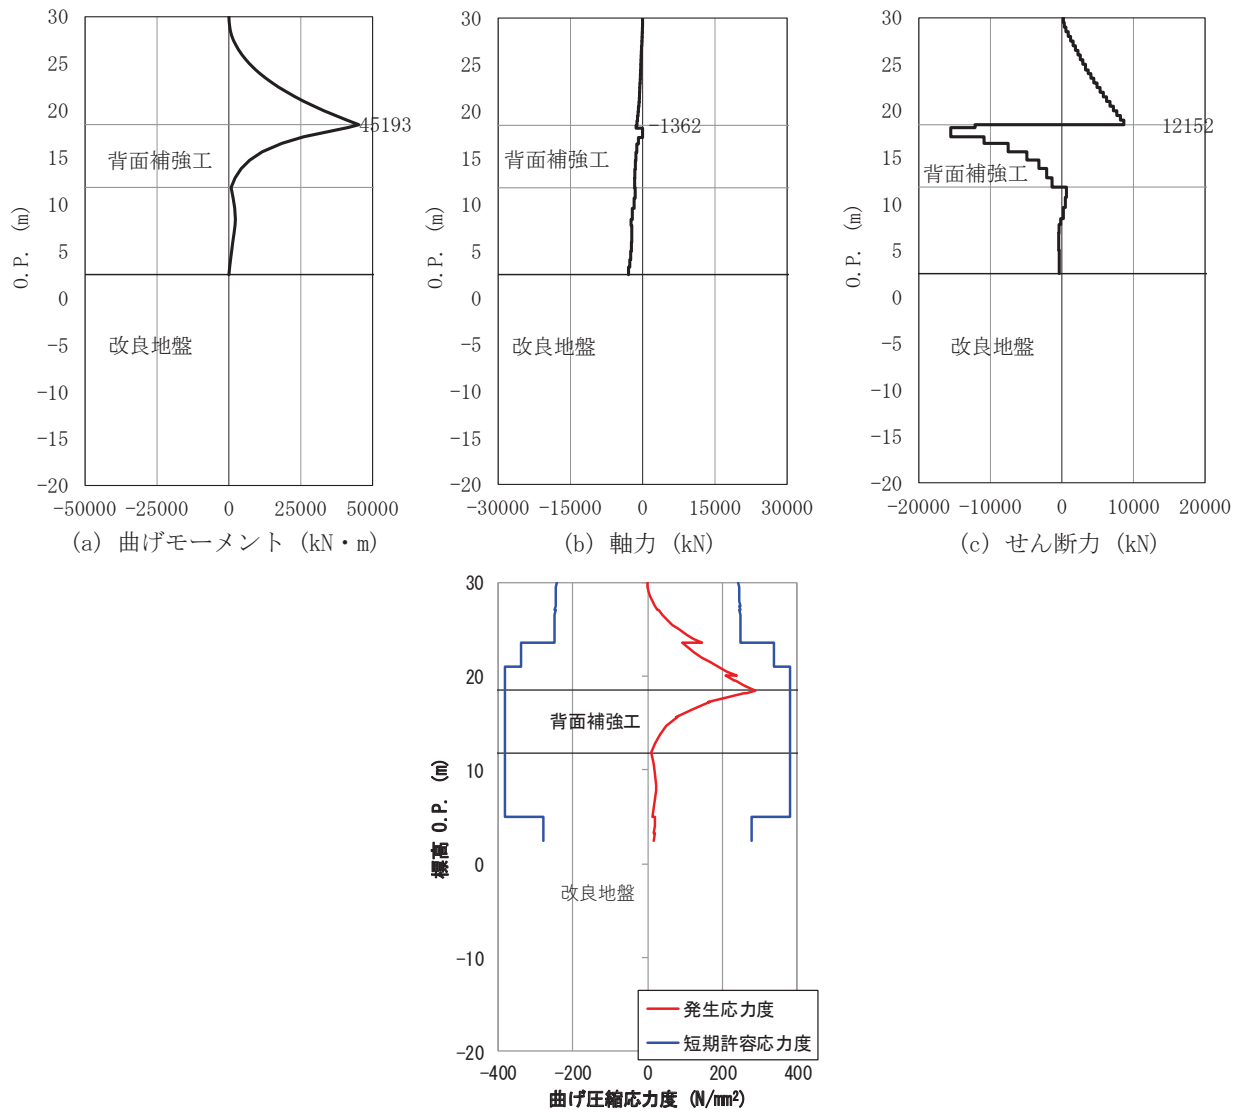 30
25
20
15
10
5
0
-5
-10
-15
-20
O.P. (m)
45193
背面補強工
改良地盤
-50000 -25000 0 25000 50000
(a) 曲げモーメント (kN・m)
30
25
20
15
10
5
0
-5
-10
-15
-20
O.P. (m)
-1362
背面補強工
改良地盤
-30000 -15000 0 15000 30000
(b) 軸力 (kN)
30
25
20
15
10
5
0
-5
-10
-15
-20
O.P. (m)
12152
背面補強工
改良地盤
-20000 -10000 0 10000 20000
(c) せん断力 (kN)
30
20
10
0
-10
-20
標高 O.P. (m)
背面補強工
改良地盤
発生応力度
短期許容応力度
-400 -200 0 200 400
曲げ圧縮応力度 (N/mm²)